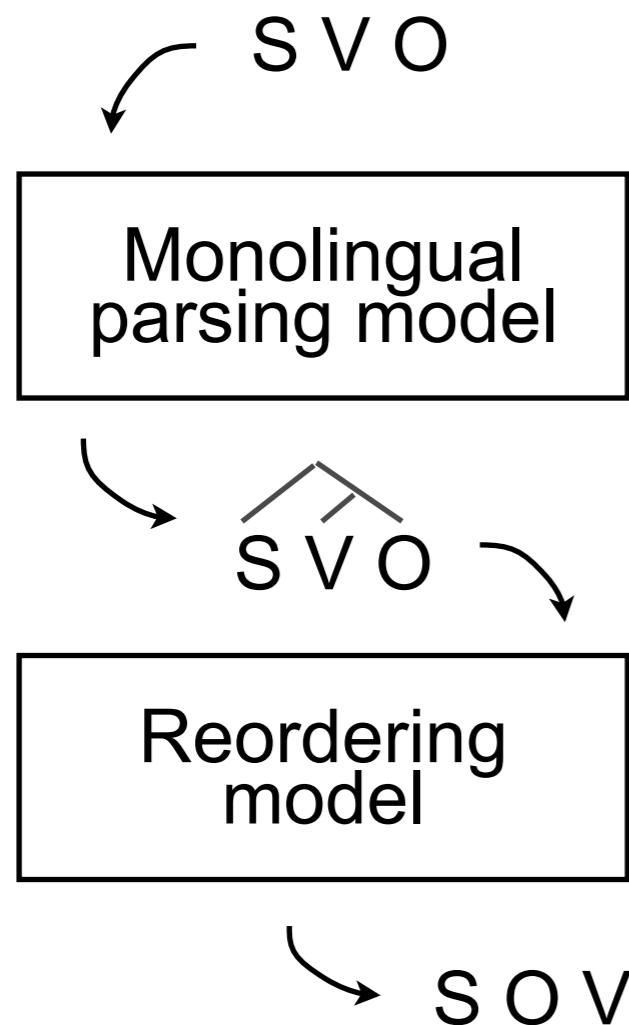 S V O
Monolingual
parsing model
S V O
Reordering
model
S O V